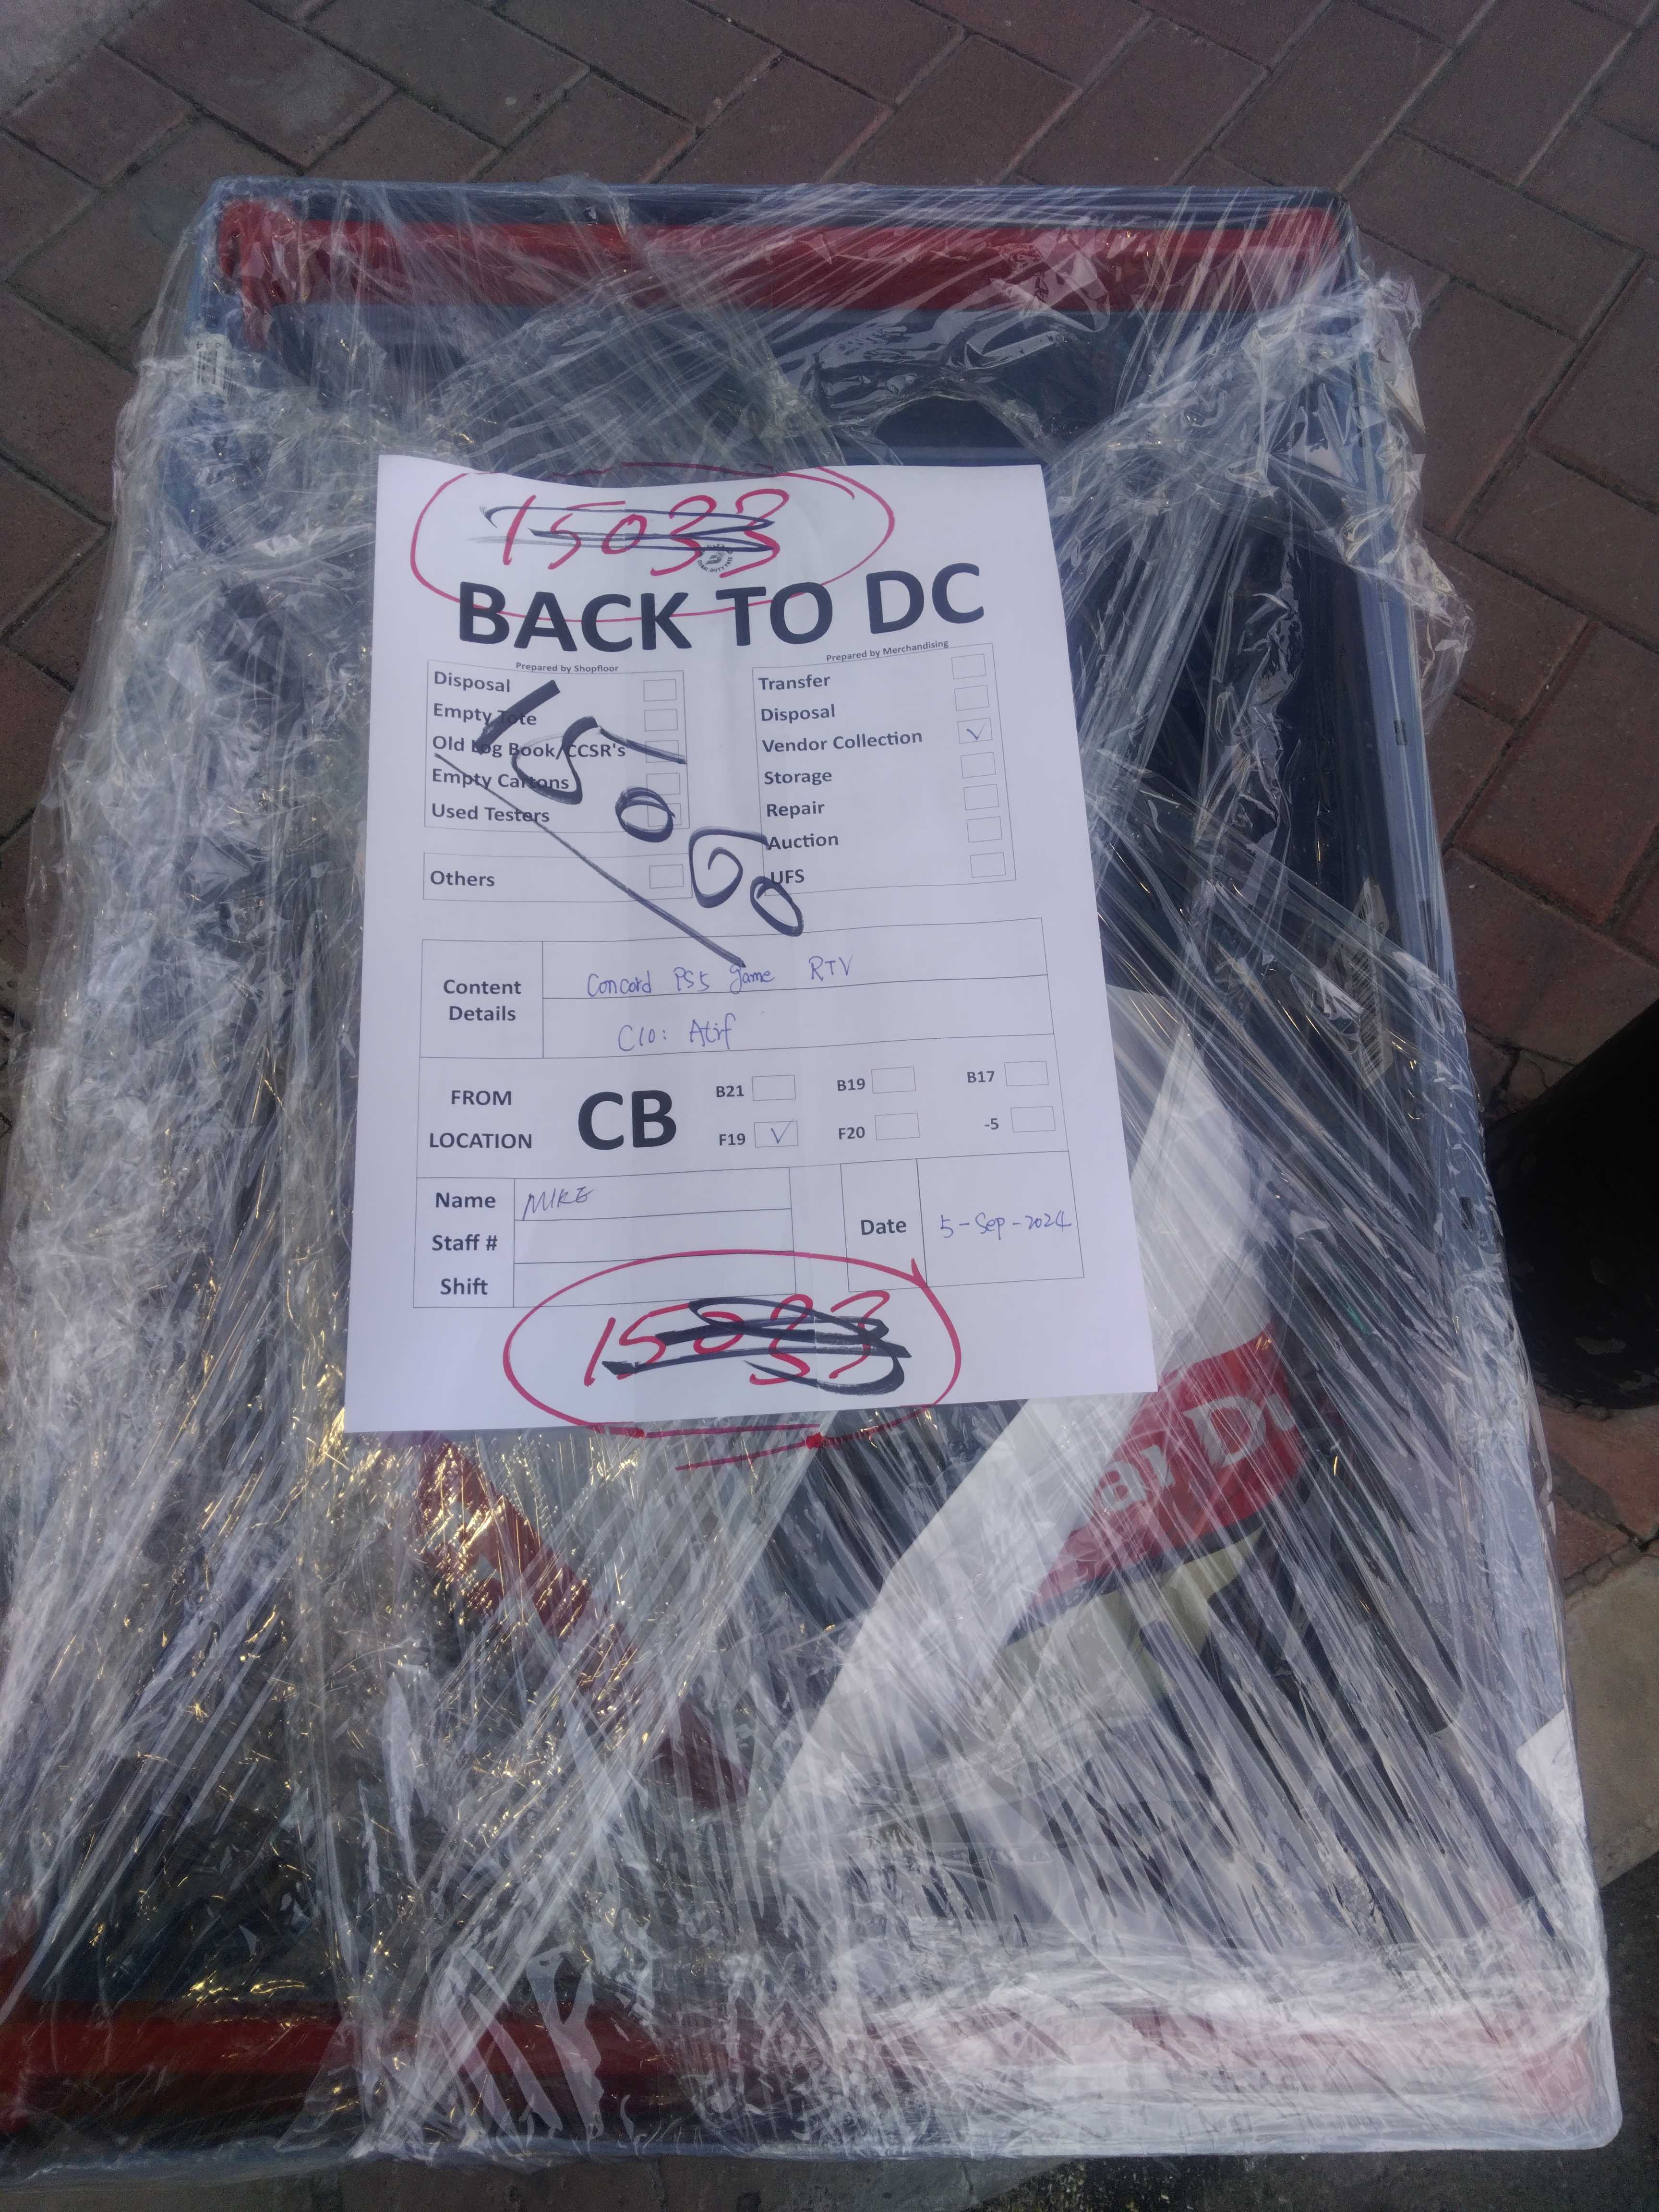 15033
BACK TO DC
Prepared by Shopfloor
Disposal
Empty Tote
Old Log Book/CCSR's
Empty Cartons
Used Testers
Others
Prepared by Merchandising
Transfer
Disposal
Vendor Collection
Storage
Repair
Auction
UFS
15060
Content Details
Concord PS5 game RTV
C/O: Atif
FROM LOCATION
CB
B21 B19 B17
F19 F20 -5
Name MIKE
Staff #
Shift
Date 5-Sep-2024
15033